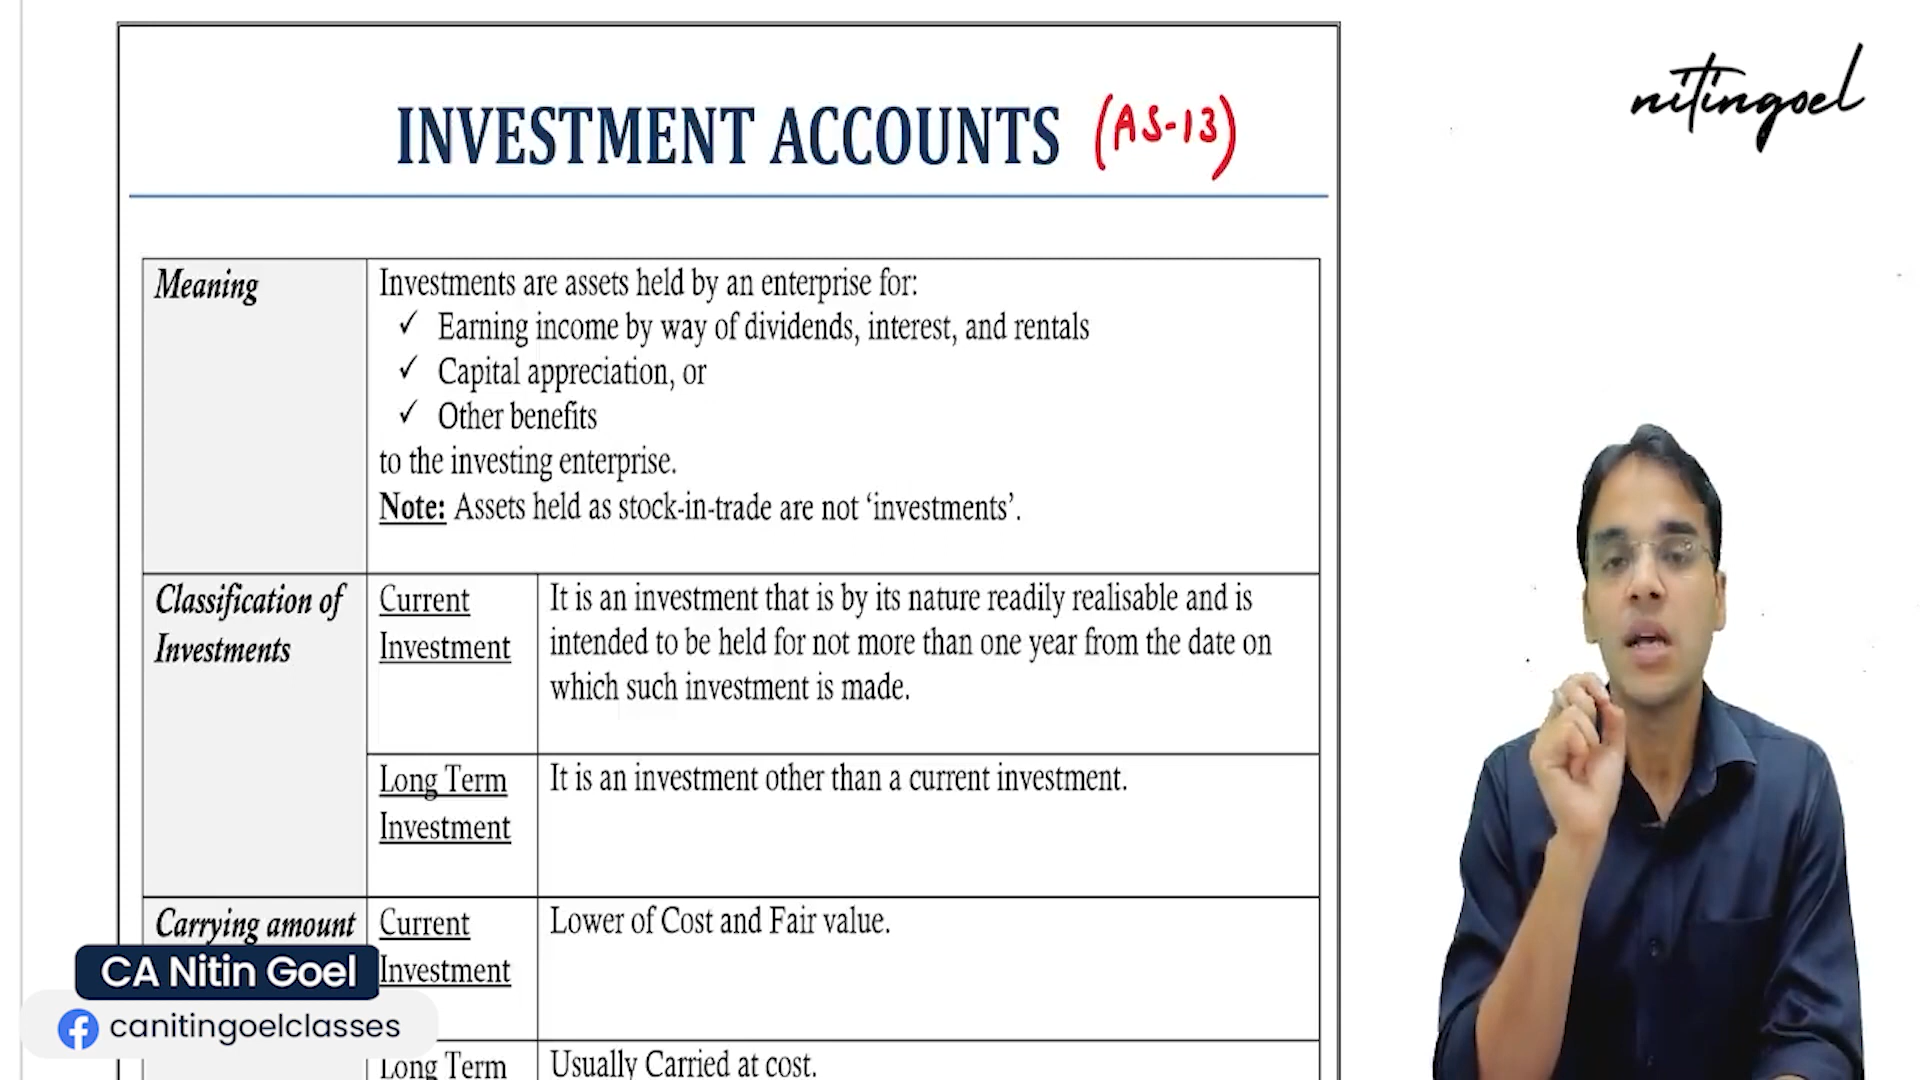 INVESTMENT ACCOUNTS (AS-13)
nitingoel
Meaning
Investments are assets held by an enterprise for:
✓ Earning income by way of dividends, interest, and rentals
✓ Capital appreciation, or
✓ Other benefits
to the investing enterprise.
Note: Assets held as stock-in-trade are not ‘investments’.
Classification of
Investments
Current
Investment
It is an investment that is by its nature readily realisable and is
intended to be held for not more than one year from the date on
which such investment is made.
Long Term
Investment
It is an investment other than a current investment.
Carrying amount
Current
Investment
Lower of Cost and Fair value.
Long Term
Usually Carried at cost.
CA Nitin Goel
canitingoelclasses